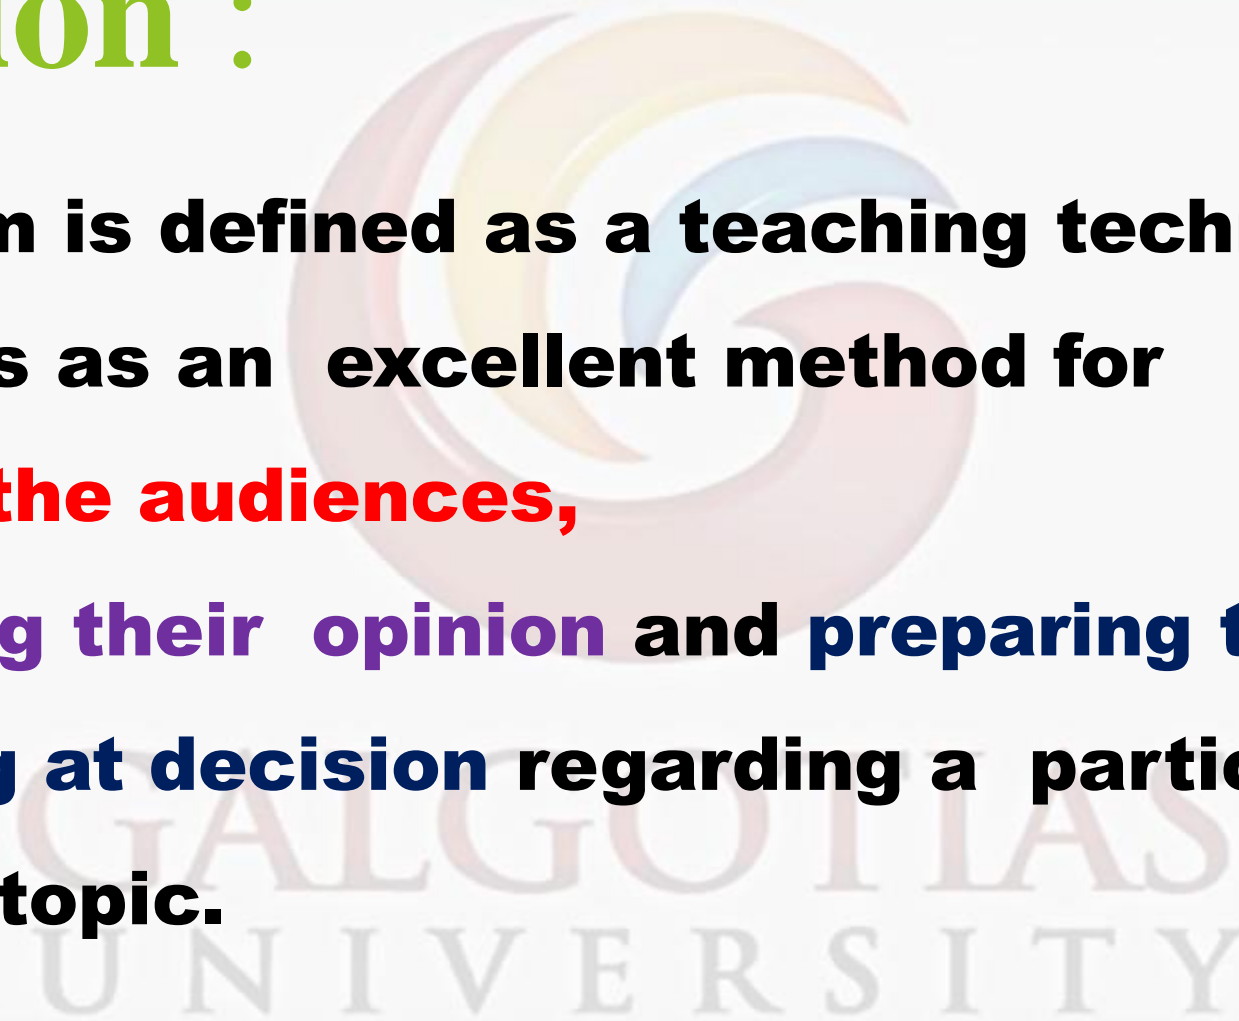 ion :
m is defined as a teaching tech
s as an excellent method for
the audiences,
g their opinion and preparing t
g at decision regarding a partic
topic.
GALGOTIAS
UNIVERSITY